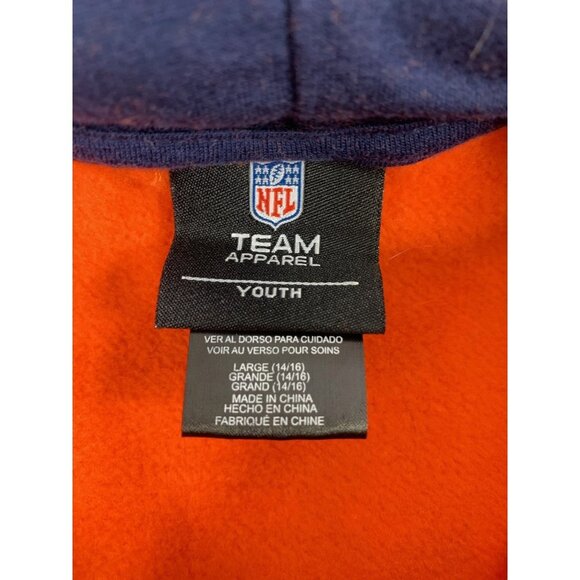 NFL
TEAM
APPAREL
YOUTH
VER AL DORSO PARA CUIDADO
VOIR AU VERSO POUR SOINS
LARGE (14/16)
GRANDE (14/16)
GRAND (14/16)
MADE IN CHINA
HECHO EN CHINA
FABRIQUÉ EN CHINE